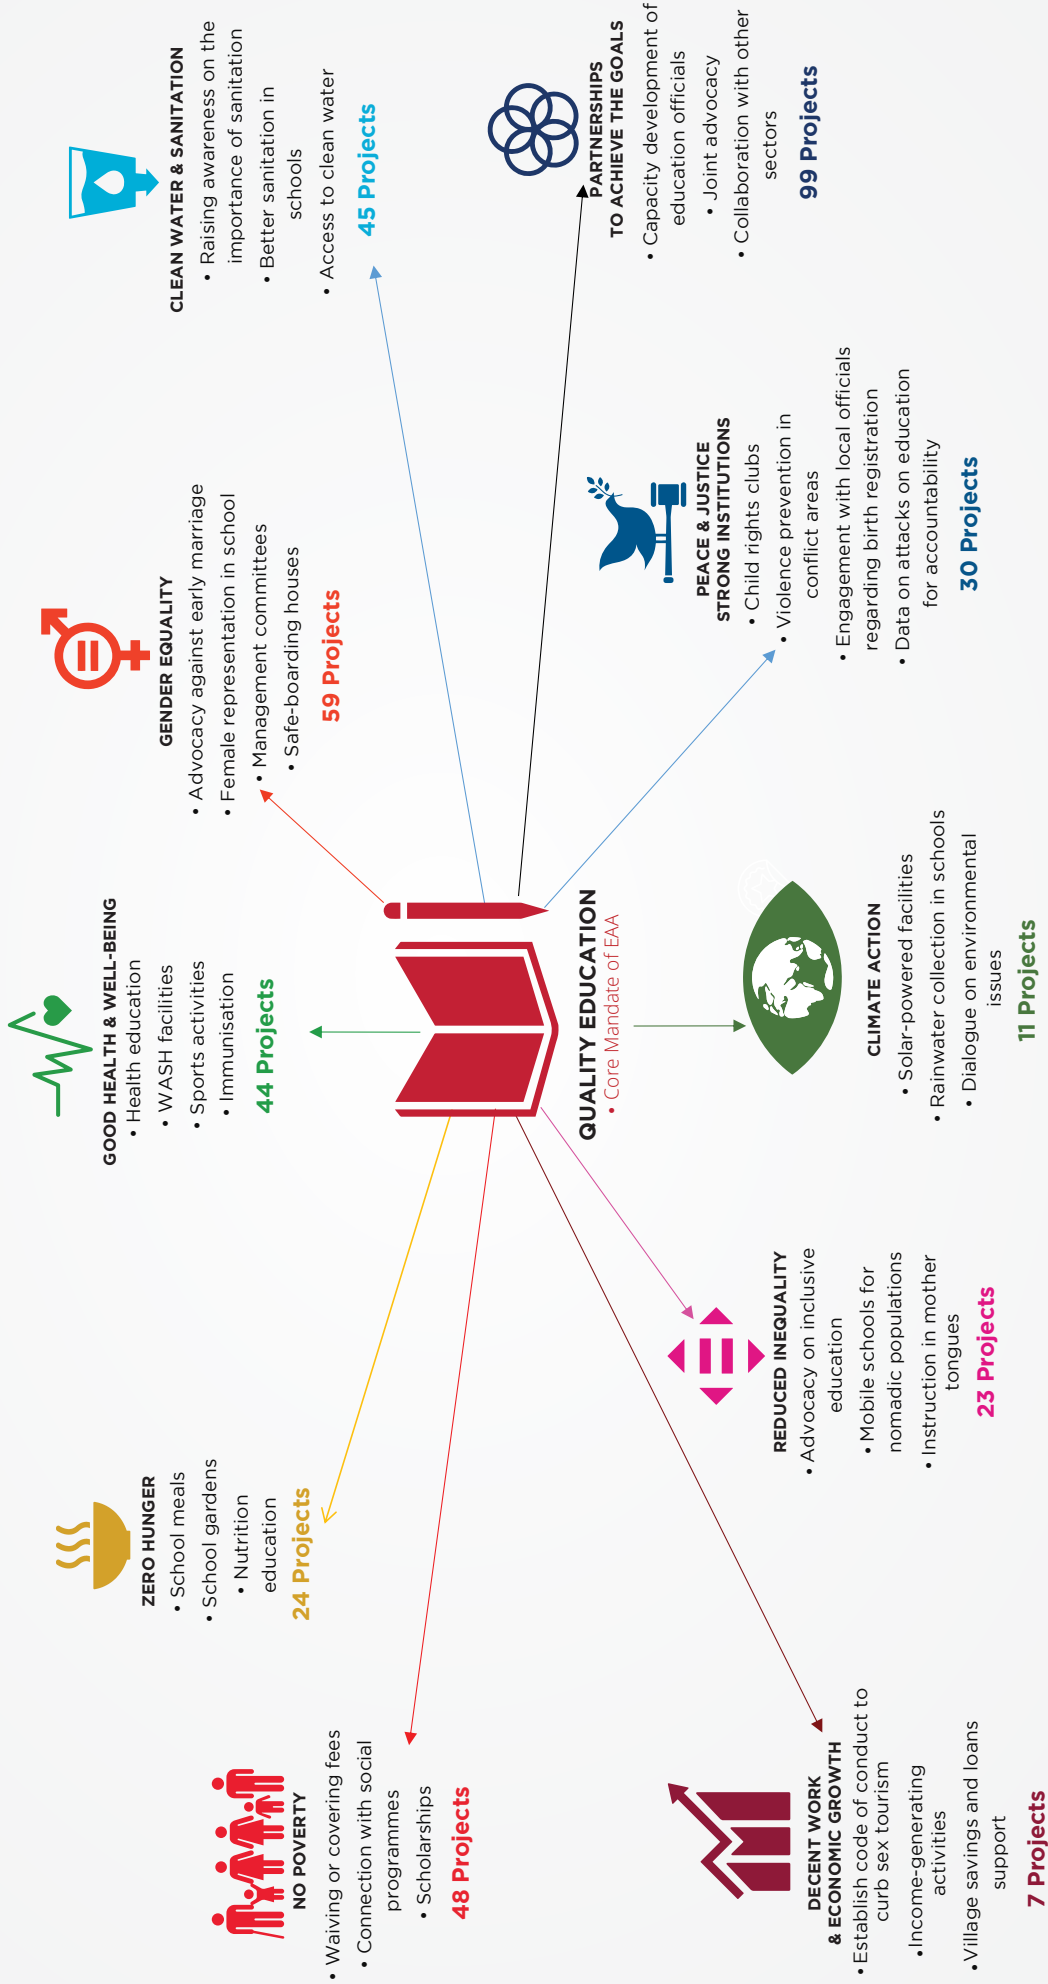 NO POVERTY
• Waiving or covering fees
• Connection with social
programmes
• Scholarships
48 Projects
ZERO HUNGER
• School meals
• School gardens
• Nutrition
education
24 Projects
GOOD HEALTH & WELL-BEING
• Health education
• WASH facilities
• Sports activities
• Immunisation
44 Projects
GENDER EQUALITY
• Advocacy against early marriage
• Female representation in school
• Management committees
• Safe-boarding houses
59 Projects
CLEAN WATER & SANITATION
• Raising awareness on the
importance of sanitation
• Better sanitation in
schools
• Access to clean water
45 Projects
QUALITY EDUCATION
• Core Mandate of EAA
DECENT WORK
& ECONOMIC GROWTH
• Establish code of conduct to
curb sex tourism
•Income-generating
activities
• Village savings and loans
support
7 Projects
REDUCED INEQUALITY
• Advocacy on inclusive
education
• Mobile schools for
nomadic populations
• Instruction in mother
tongues
23 Projects
CLIMATE ACTION
• Solar-powered facilities
• Rainwater collection in schools
• Dialogue on environmental
issues
11 Projects
PEACE & JUSTICE
STRONG INSTITUTIONS
• Child rights clubs
• Violence prevention in
conflict areas
• Engagement with local officials
regarding birth registration
• Data on attacks on education
for accountability
30 Projects
PARTNERSHIPS
TO ACHIEVE THE GOALS
• Capacity development of
education officials
• Joint advocacy
• Collaboration with other
sectors
99 Projects